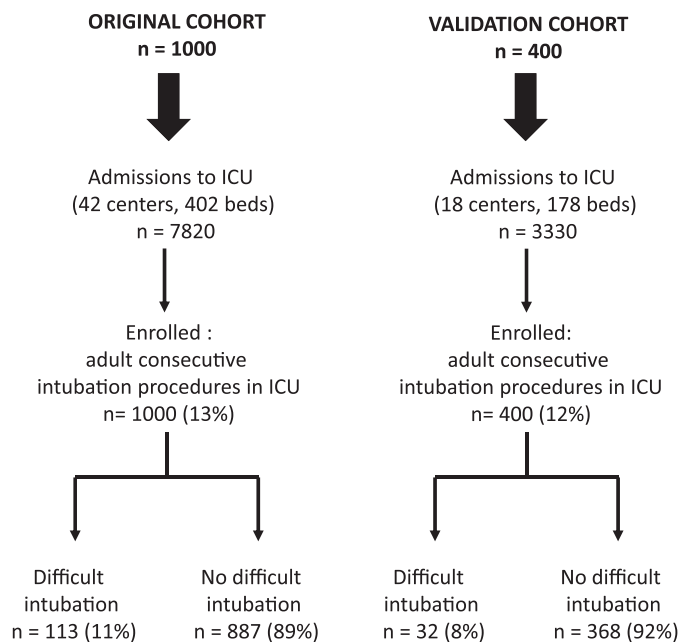 ORIGINAL COHORT
n = 1000
Admissions to ICU
(42 centers, 402 beds)
n = 7820
Enrolled :
adult consecutive
intubation procedures in ICU
n= 1000 (13%)
Difficult
intubation
n = 113 (11%)
No difficult
intubation
n = 887 (89%)
VALIDATION COHORT
n = 400
Admissions to ICU
(18 centers, 178 beds)
n = 3330
Enrolled:
adult consecutive
intubation procedures in ICU
n= 400 (12%)
Difficult
intubation
n = 32 (8%)
No difficult
intubation
n = 368 (92%)